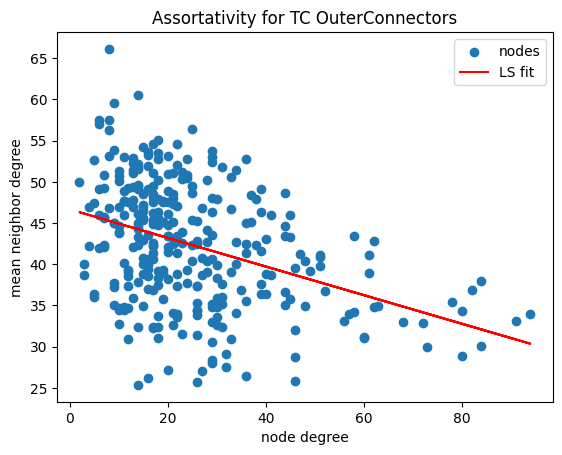 Assortativity for TC OuterConnectors
nodes
LS fit
mean neighbor degree
65
60
55
50
45
40
35
30
25
0
20
40
60
80
node degree